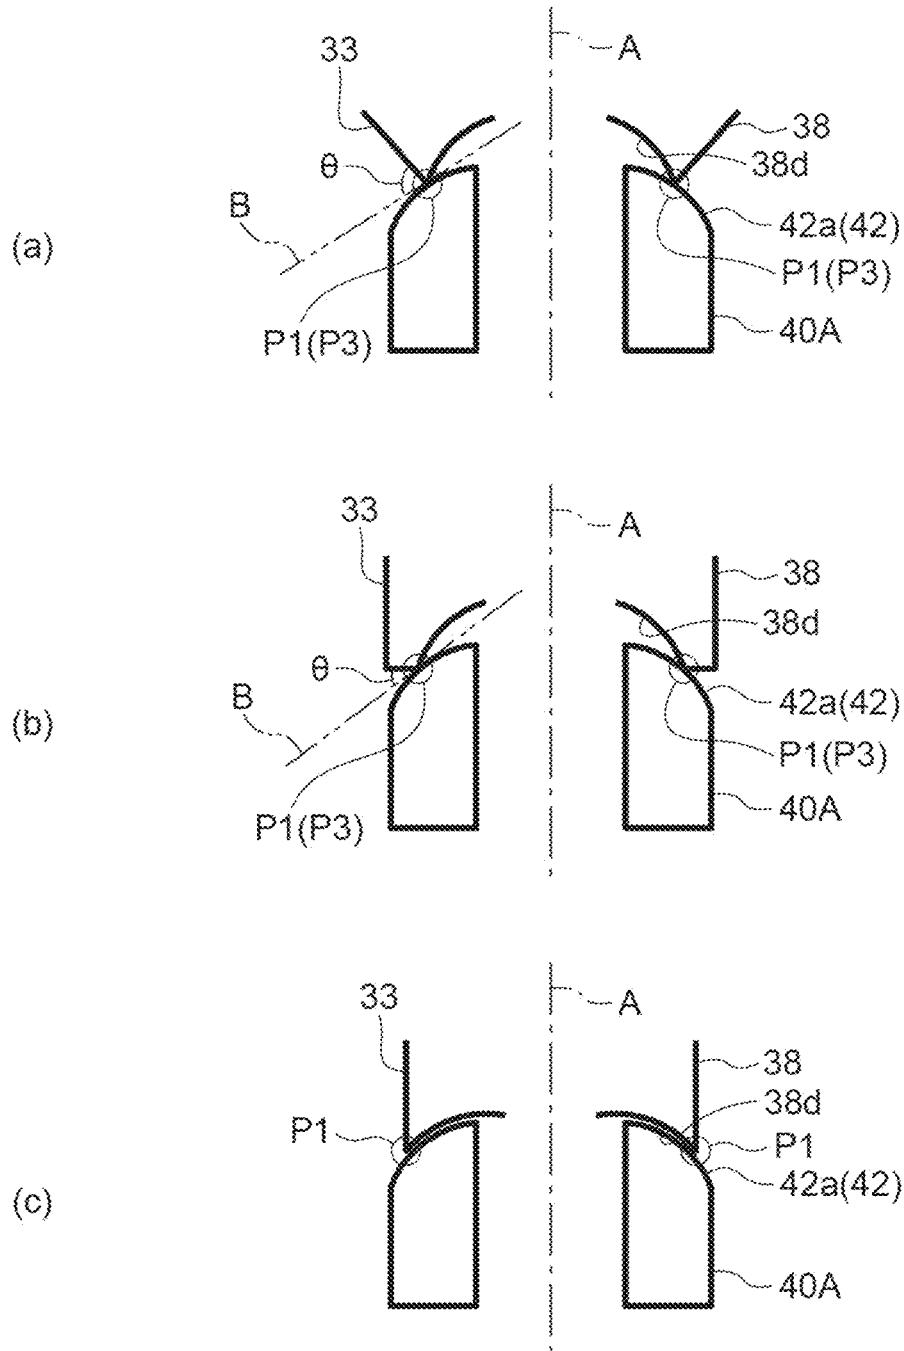 A
33
38
38d
θ
B
42a(42)
(a)
P1(P3)
P1(P3)
40A
33
A
38
38d
θ
B
42a(42)
(b)
P1(P3)
40A
P1(P3)
33
A
38
38d
P1
P1
42a(42)
(c)
40A